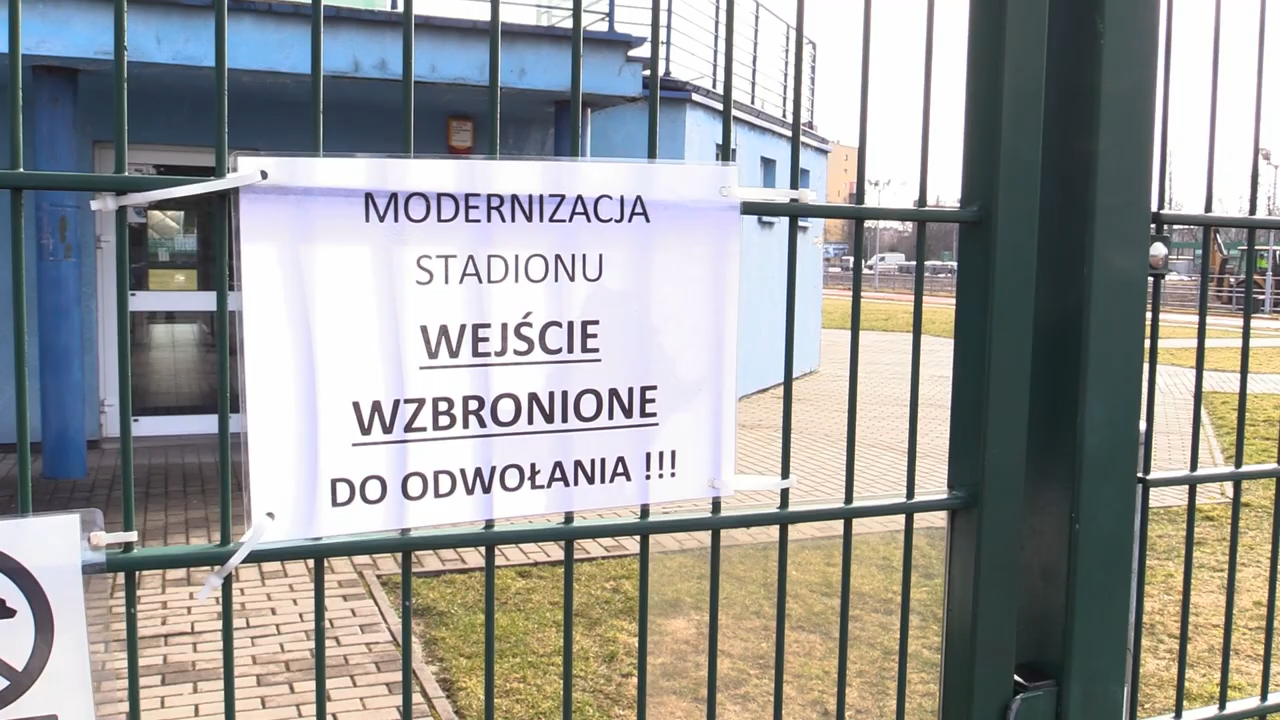 MODERNIZACJA
STADIONU
WEJŚCIE
WZBRONIONE
DO ODWOŁANIA !!!